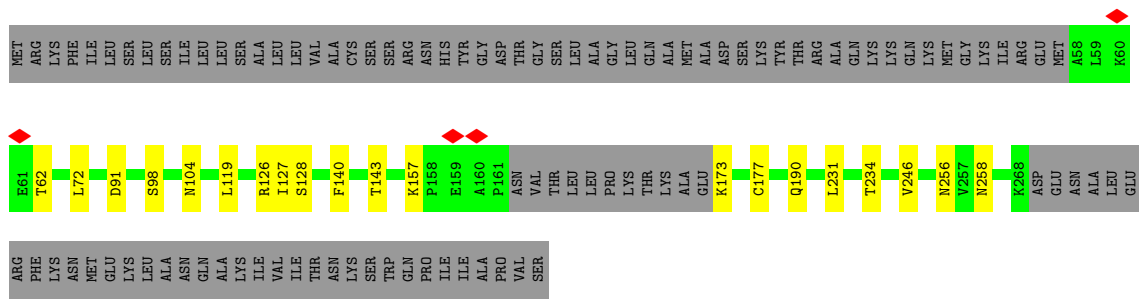 MET ARG LYS PHE ILE LEU SER LEU SER ILE LEU LEU SER ALA LEU LEU VAL ALA CYS SER SER ARG ASN HIS TYR GLY ASP THR GLY SER LEU ALA GLY LEU GLN ALA MET ALA ASP SER LYS TYR THR ARG ALA GLN LYS LYS GLN LYS MET GLY LYS ILE ARG GLU MET A58 L59 K60
E61 T62 L72 D91 S98 N104 L119 R126 I127 S128 F140 T143 K157 P158 E159 A160 P161 ASN VAL THR LEU LEU PRO LYS THR LYS ALA GLU K173 C177 Q190 L231 T234 V246 N256 V257 N258 K268 ASP GLU ASN ALA LEU GLU
ARG PHE LYS ASN MET GLU LYS LEU ALA ASN GLN ALA LYS ILE VAL ILE THR ASN LYS SER TRP GLN PRO ILE ILE ALA PRO VAL SER